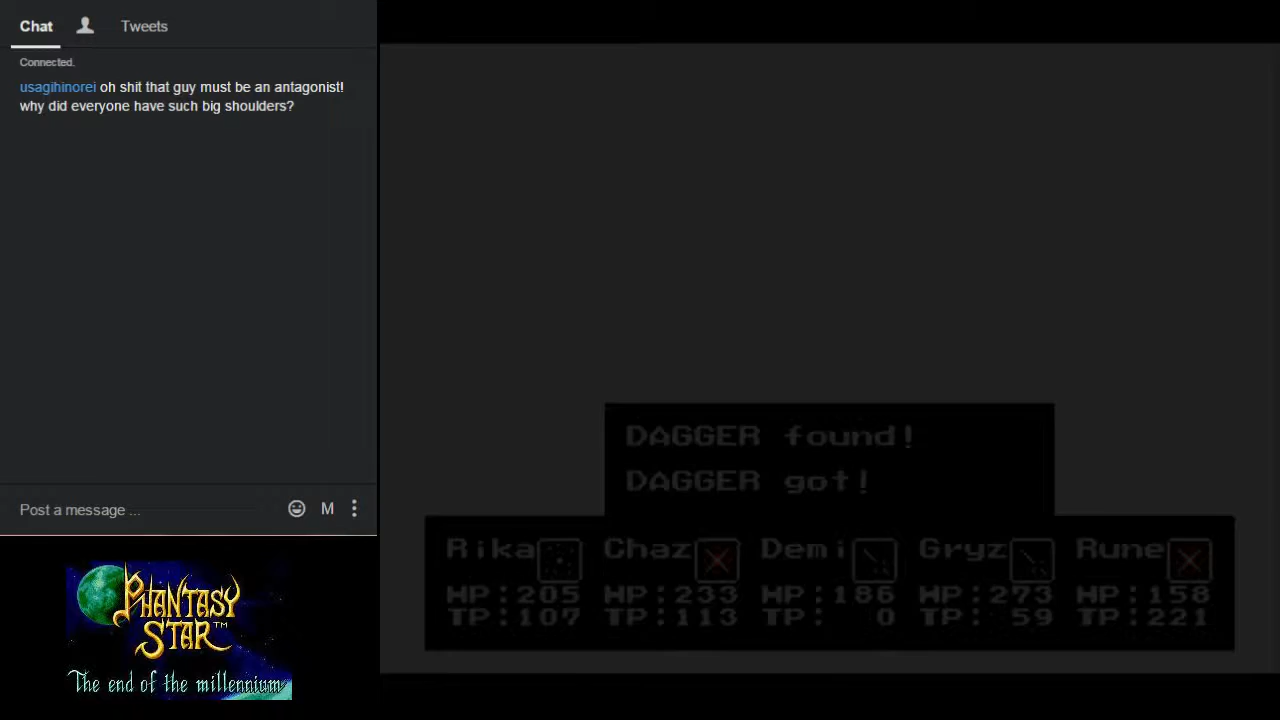 Chat
Tweets
Connected.
usagihinorei oh shit that guy must be an antagonist!
why did everyone have such big shoulders?
Post a message ...
M
PHANTASY
STAR™
The end of the millennium
DAGGER found!
DAGGER got!
Rika Chaz Demi Gryz Rune
HP:205 HP:233 HP:186 HP:273 HP:158
TP:107 TP:113 TP: 0 TP: 59 TP:221